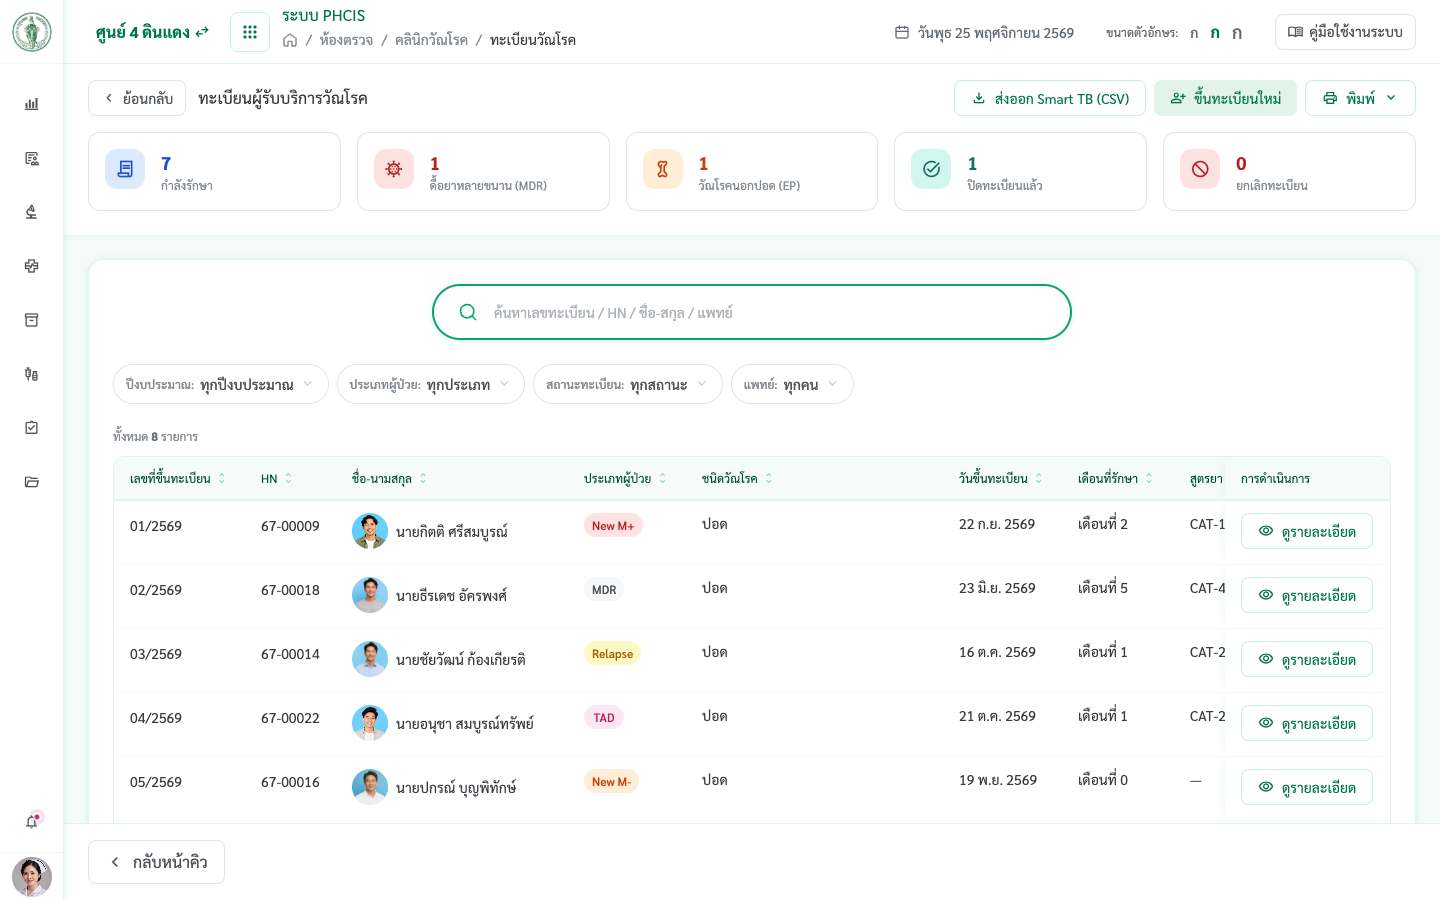 ศูนย์ 4 ดินแดง
ระบบ PHCIS
/ ห้องตรวจ / คลินิกวัณโรค / ทะเบียนวัณโรค
วันพุธ 25 พฤศจิกายน 2569
ขนาดตัวอักษร: ก ก ก
คู่มือใช้งานระบบ
ย้อนกลับ
ทะเบียนผู้รับบริการวัณโรค
ส่งออก Smart TB (CSV)
ขึ้นทะเบียนใหม่
พิมพ์
7
กำลังรักษา
1
ดื้อยาหลายขนาน (MDR)
1
วัณโรคนอกปอด (EP)
1
ปิดทะเบียนแล้ว
0
ยกเลิกทะเบียน
ค้นหาเลขทะเบียน / HN / ชื่อ-สกุล / แพทย์
ปีงบประมาณ: ทุกปีงบประมาณ
ประเภทผู้ป่วย: ทุกประเภท
สถานะทะเบียน: ทุกสถานะ
แพทย์: ทุกคน
ทั้งหมด 8 รายการ
เลขที่ขึ้นทะเบียน HN ชื่อ-นามสกุล ประเภทผู้ป่วย ชนิดวัณโรค วันขึ้นทะเบียน เดือนที่รักษา สูตรยา การดำเนินการ
01/2569 67-00009 นายกิตติ ศรีสมบูรณ์ New M+ ปอด 22 ก.ย. 2569 เดือนที่ 2 CAT-1 ดูรายละเอียด
02/2569 67-00018 นายธีรเดช อัครพงศ์ MDR ปอด 23 มิ.ย. 2569 เดือนที่ 5 CAT-4 ดูรายละเอียด
03/2569 67-00014 นายชัยวัฒน์ ก้องเกียรติ Relapse ปอด 16 ต.ค. 2569 เดือนที่ 1 CAT-2 ดูรายละเอียด
04/2569 67-00022 นายอนุชา สมบูรณ์ทรัพย์ TAD ปอด 21 ต.ค. 2569 เดือนที่ 1 CAT-2 ดูรายละเอียด
05/2569 67-00016 นายปกรณ์ บุญพิทักษ์ New M- ปอด 19 พ.ย. 2569 เดือนที่ 0 — ดูรายละเอียด
กลับหน้าคิว